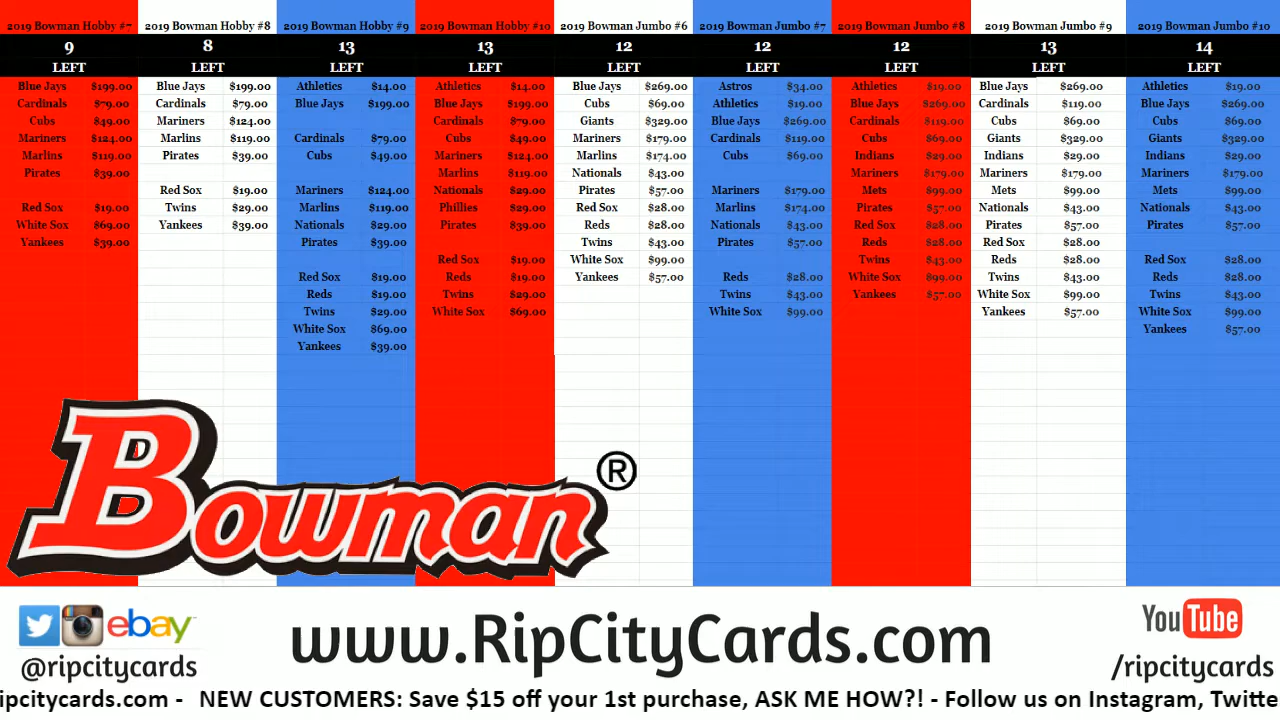 2019 Bowman Hobby #7
9
LEFT
Blue Jays $199.00
Cardinals $79.00
Cubs $49.00
Mariners $124.00
Marlins $119.00
Pirates $39.00
Red Sox $19.00
White Sox $69.00
Yankees $39.00
2019 Bowman Hobby #8
8
LEFT
Blue Jays $199.00
Cardinals $79.00
Mariners $124.00
Marlins $119.00
Pirates $39.00
Red Sox $19.00
Twins $29.00
Yankees $39.00
2019 Bowman Hobby #9
13
LEFT
Athletics $14.00
Blue Jays $199.00
Cardinals $79.00
Cubs $49.00
Mariners $124.00
Marlins $119.00
Nationals $29.00
Pirates $39.00
Red Sox $19.00
Reds $19.00
Twins $29.00
White Sox $69.00
Yankees $39.00
2019 Bowman Hobby #10
13
LEFT
Athletics $14.00
Blue Jays $199.00
Cardinals $79.00
Cubs $49.00
Mariners $124.00
Marlins $119.00
Nationals $29.00
Phillies $29.00
Pirates $39.00
Red Sox $19.00
Reds $19.00
Twins $29.00
White Sox $69.00
2019 Bowman Jumbo #6
12
LEFT
Blue Jays $269.00
Cubs $69.00
Giants $329.00
Mariners $179.00
Marlins $174.00
Nationals $43.00
Pirates $57.00
Red Sox $28.00
Reds $28.00
Twins $43.00
White Sox $99.00
Yankees $57.00
2019 Bowman Jumbo #7
12
LEFT
Astros $34.00
Athletics $19.00
Blue Jays $269.00
Cardinals $119.00
Cubs $69.00
Mariners $179.00
Marlins $174.00
Nationals $43.00
Pirates $57.00
Reds $28.00
Twins $43.00
White Sox $99.00
2019 Bowman Jumbo #8
12
LEFT
Athletics $19.00
Blue Jays $269.00
Cardinals $119.00
Cubs $69.00
Indians $29.00
Mariners $179.00
Mets $99.00
Pirates $57.00
Red Sox $28.00
Reds $28.00
Twins $43.00
White Sox $99.00
Yankees $57.00
2019 Bowman Jumbo #9
13
LEFT
Blue Jays $269.00
Cardinals $119.00
Cubs $69.00
Giants $329.00
Indians $29.00
Mariners $179.00
Mets $99.00
Nationals $43.00
Pirates $57.00
Red Sox $28.00
Reds $28.00
Twins $43.00
White Sox $99.00
Yankees $57.00
2019 Bowman Jumbo #10
14
LEFT
Athletics $19.00
Blue Jays $269.00
Cubs $69.00
Giants $329.00
Indians $29.00
Mariners $179.00
Mets $99.00
Nationals $43.00
Pirates $57.00
Red Sox $28.00
Reds $28.00
Twins $43.00
White Sox $99.00
Yankees $57.00
B
Bowman®
ebay™
@ripcitycards
www.RipCityCards.com
YouTube
/ripcitycards
ripcitycards.com - NEW CUSTOMERS: Save $15 off your 1st purchase, ASK ME HOW?! - Follow us on Instagram, Twitte